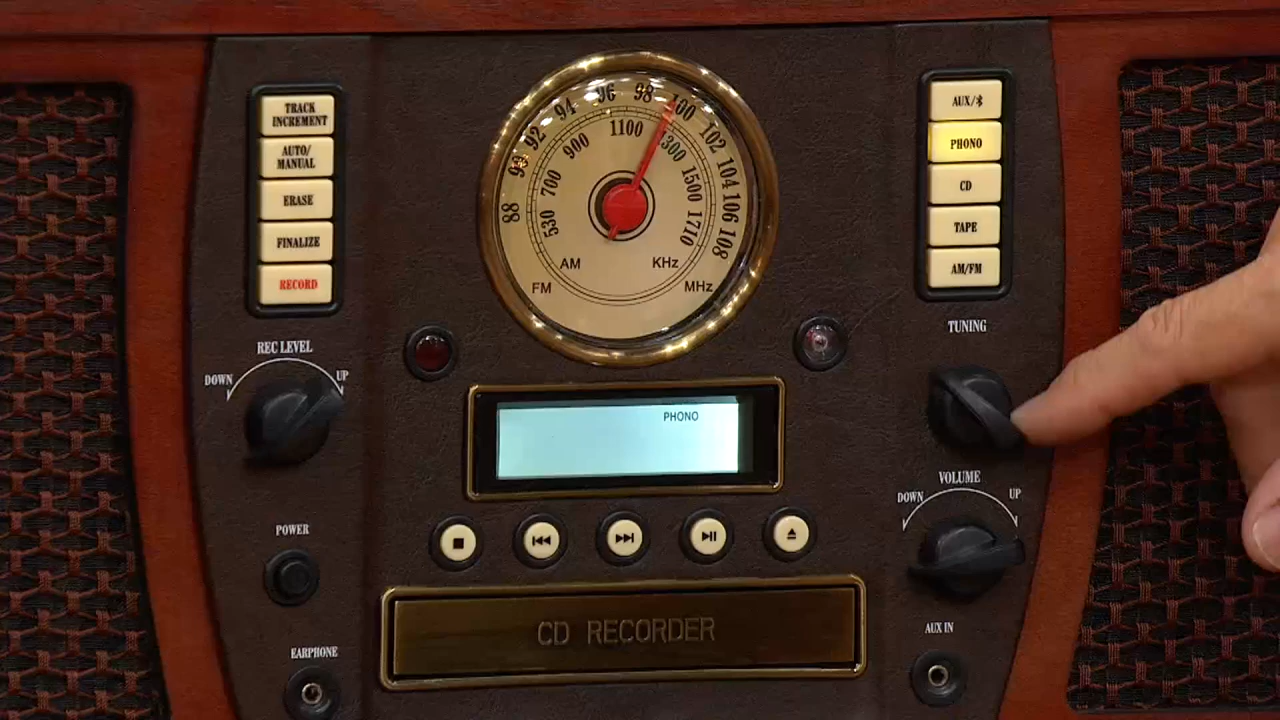 TRACK
INCREMENT
AUTO/
MANUAL
ERASE
FINALIZE
RECORD
REC LEVEL
DOWN
UP
POWER
EARPHONE
88
92
94
96
98
100
102
104
106
108
530
700
900
1100
1500
1710
AM
KHz
FM
MHz
PHONO
CD RECORDER
AUX/
PHONO
CD
TAPE
AM/FM
TUNING
VOLUME
DOWN
UP
AUX IN